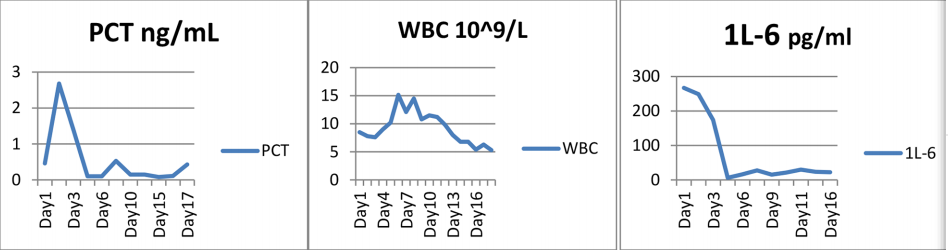 PCT ng/mL
3
2
1
0
Day1
Day3
Day6
Day10
Day15
Day17
PCT
WBC 10^9/L
20
15
10
5
0
Day1
Day4
Day7
Day10
Day13
Day16
WBC
1L-6 pg/ml
300
200
100
0
Day1
Day3
Day6
Day9
Day11
Day16
1L-6